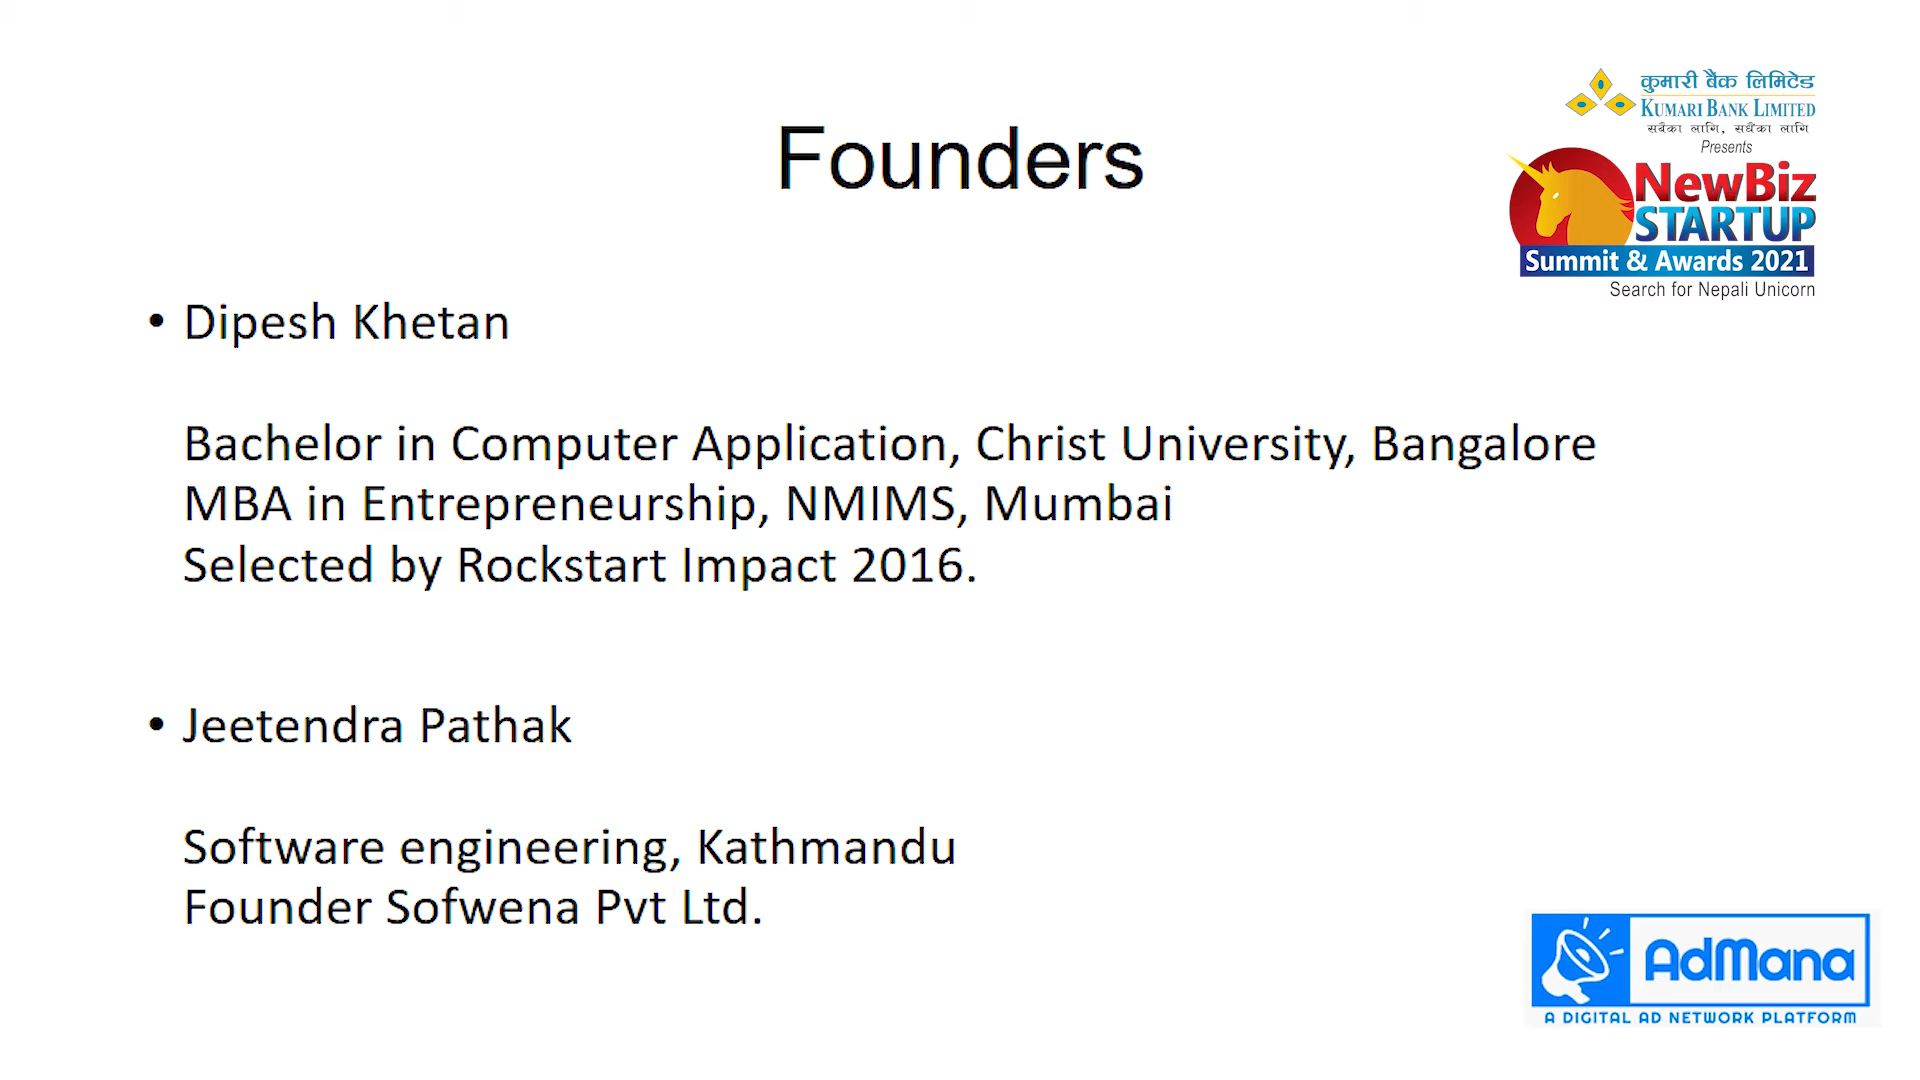 कुमारी बैंक लिमिटेड
KUMARI BANK LIMITED
सबैका लागि, सधैंका लागि
Presents
NewBiz
STARTUP
Summit & Awards 2021
Search for Nepali Unicorn
Founders
• Dipesh Khetan
Bachelor in Computer Application, Christ University, Bangalore
MBA in Entrepreneurship, NMIMS, Mumbai
Selected by Rockstart Impact 2016.
• Jeetendra Pathak
Software engineering, Kathmandu
Founder Sofwena Pvt Ltd.
AdMana
A DIGITAL AD NETWORK PLATFORM